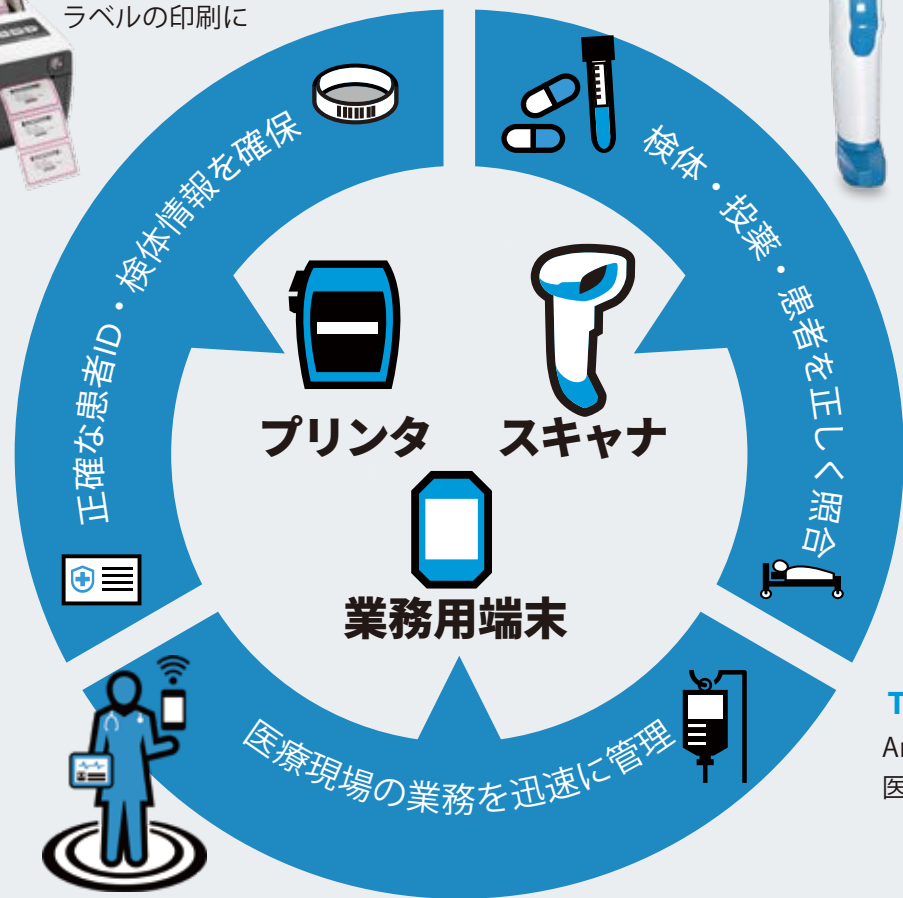 ラベルの印刷に
正確な患者ID・検体情報を確保
検体・投薬・患者を正しく照合
プリンタ
スキャナ
業務用端末
医療現場の業務を迅速に管理
T
An
医